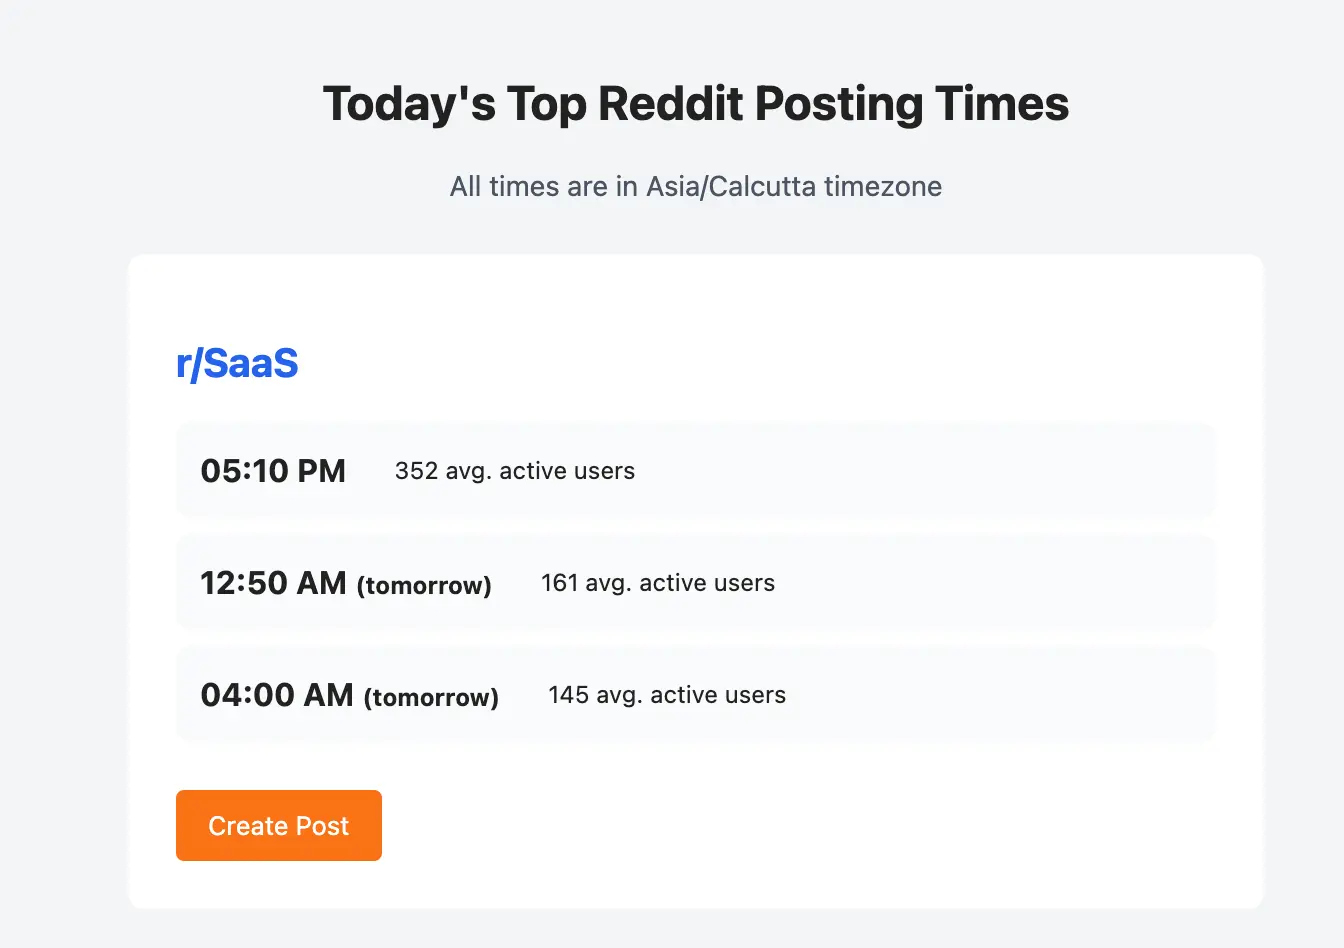 Today's Top Reddit Posting Times
All times are in Asia/Calcutta timezone
r/SaaS
05:10 PM 352 avg. active users
12:50 AM (tomorrow) 161 avg. active users
04:00 AM (tomorrow) 145 avg. active users
Create Post